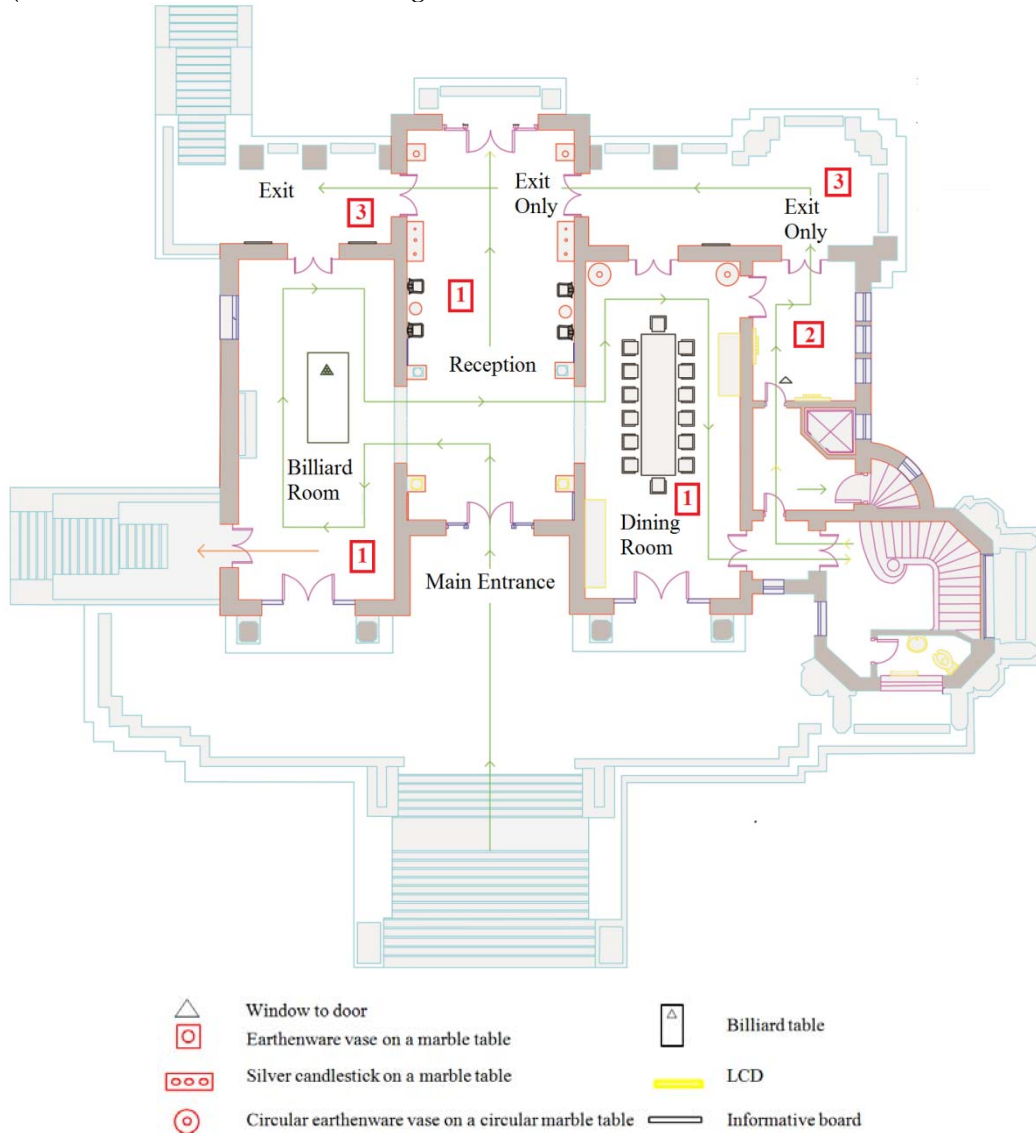 Exit
Exit
Only
3
3
Exit
Only
1
2
Reception
Billiard
Room
1
Dining
Room
1
Main Entrance
Window to door
Earthenware vase on a marble table
Silver candlestick on a marble table
Circular earthenware vase on a circular marble table
Billiard table
LCD
Informative board